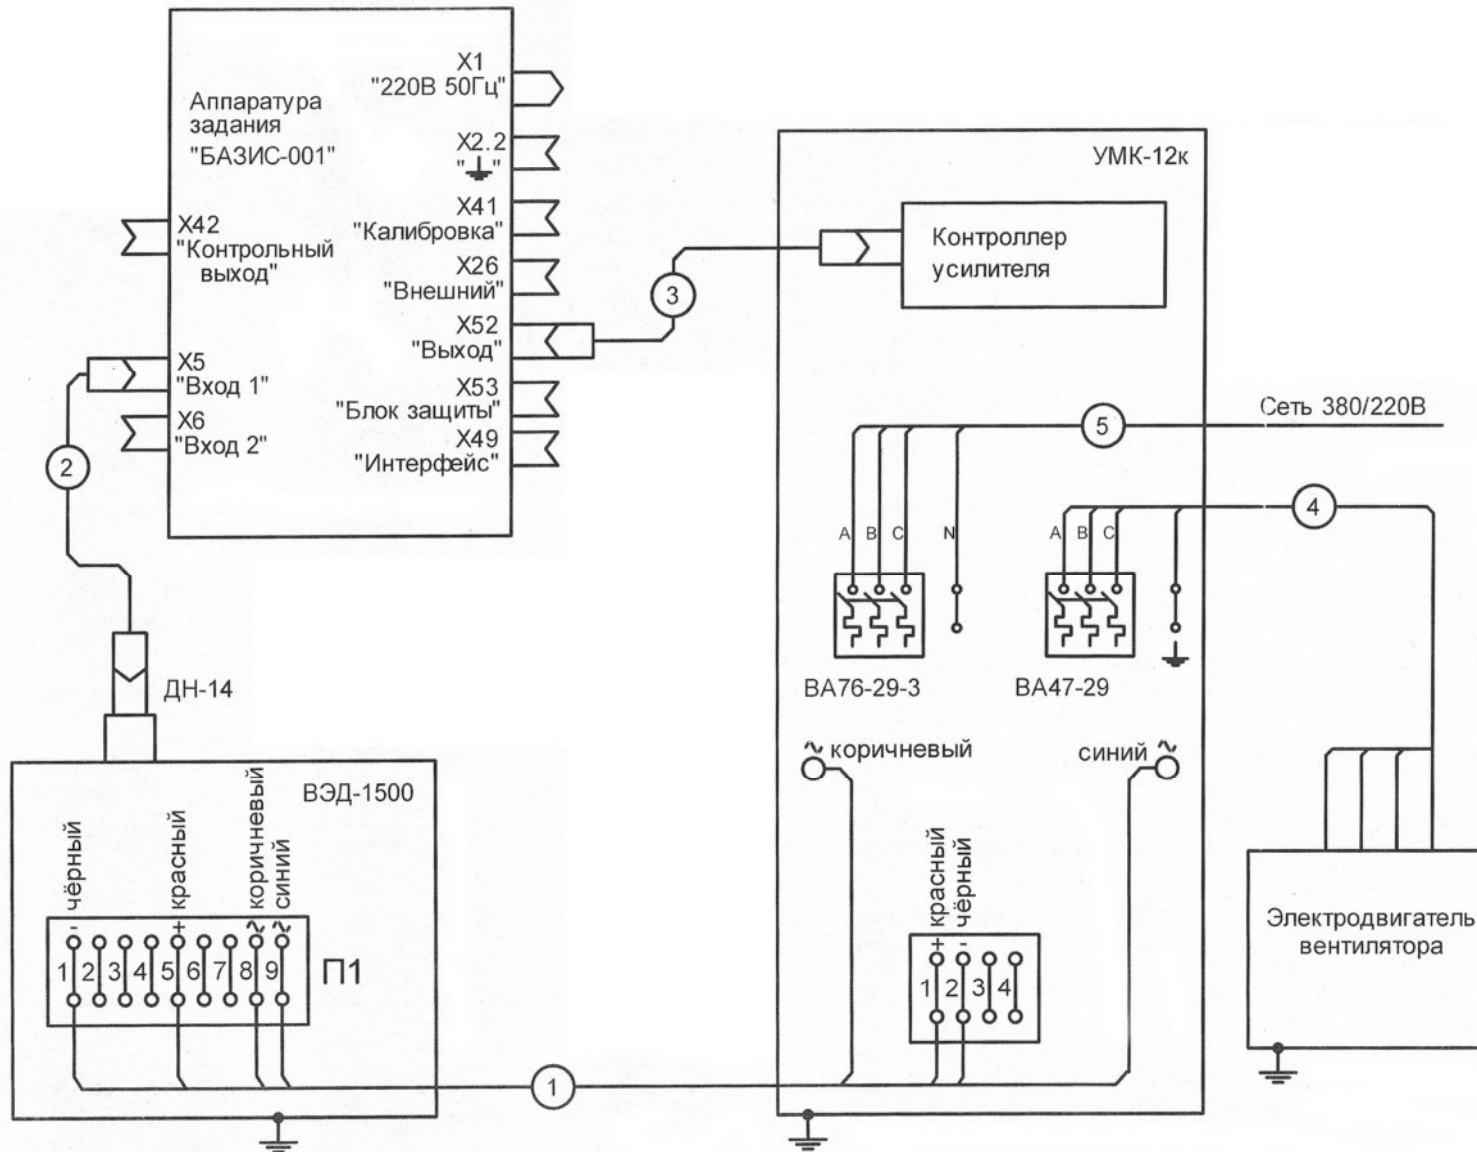 Аппаратура
задания
"БАЗИС-001"
X1
"220В 50Гц"
X2.2
" "
X41
"Калибровка"
X26
"Внешний"
X52
"Выход"
X53
"Блок защиты"
X49
"Интерфейс"
X42
"Контрольный
выход"
X5
"Вход 1"
X6
"Вход 2"
2
3
ДН-14
УМК-12к
Контроллер
усилителя
5
Сеть 380/220В
4
A B C N
A B C
ВА76-29-3
ВА47-29
~ коричневый
синий ~
+ красный
- чёрный
1 2 3 4
Электродвигатель
вентилятора
ВЭД-1500
- чёрный
+ красный
~ коричневый
~ синий
1 2 3 4 5 6 7 8 9
П1
1